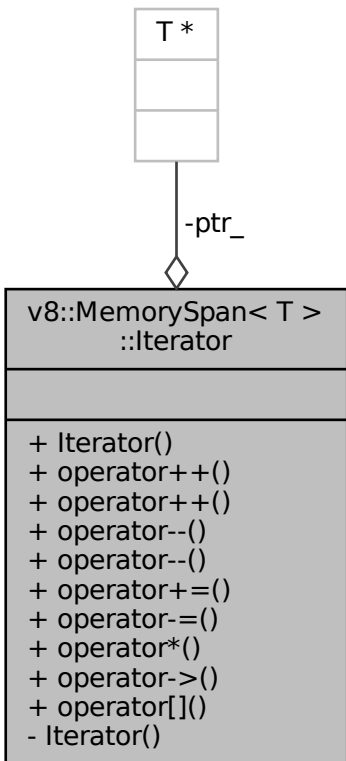 T *
-ptr_
v8::MemorySpan< T >
::Iterator
+ Iterator()
+ operator++()
+ operator++()
+ operator--()
+ operator--()
+ operator+=()
+ operator-=()
+ operator*()
+ operator->()
+ operator[]()
- Iterator()